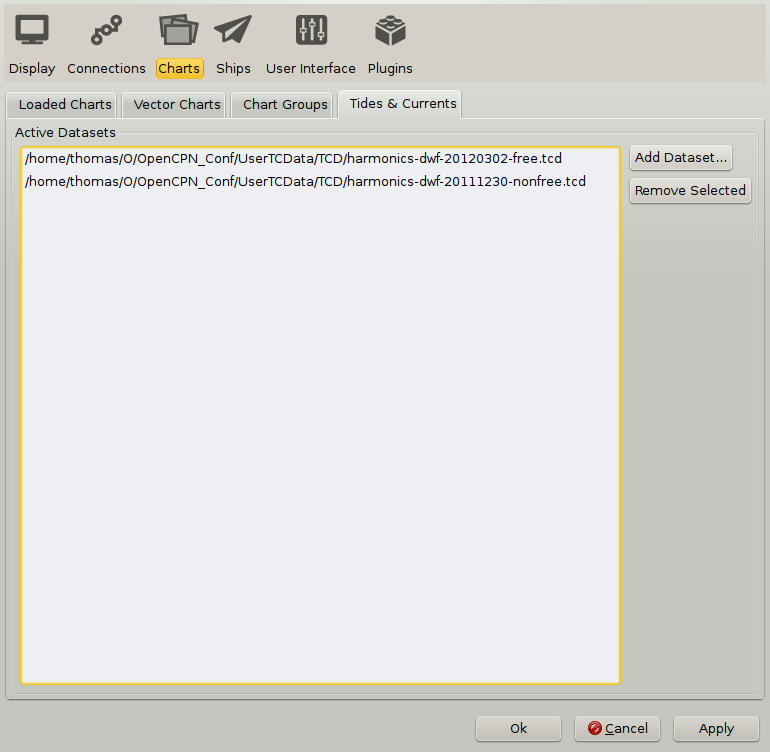 Display Connections Charts Ships User Interface Plugins
Loaded Charts Vector Charts Chart Groups Tides & Currents
Active Datasets
/home/thomas/O/OpenCPN_Conf/UserTCData/TCD/harmonics-dwf-20120302-free.tcd Add Dataset...
/home/thomas/O/OpenCPN_Conf/UserTCData/TCD/harmonics-dwf-20111230-nonfree.tcd Remove Selected
Ok Cancel Apply